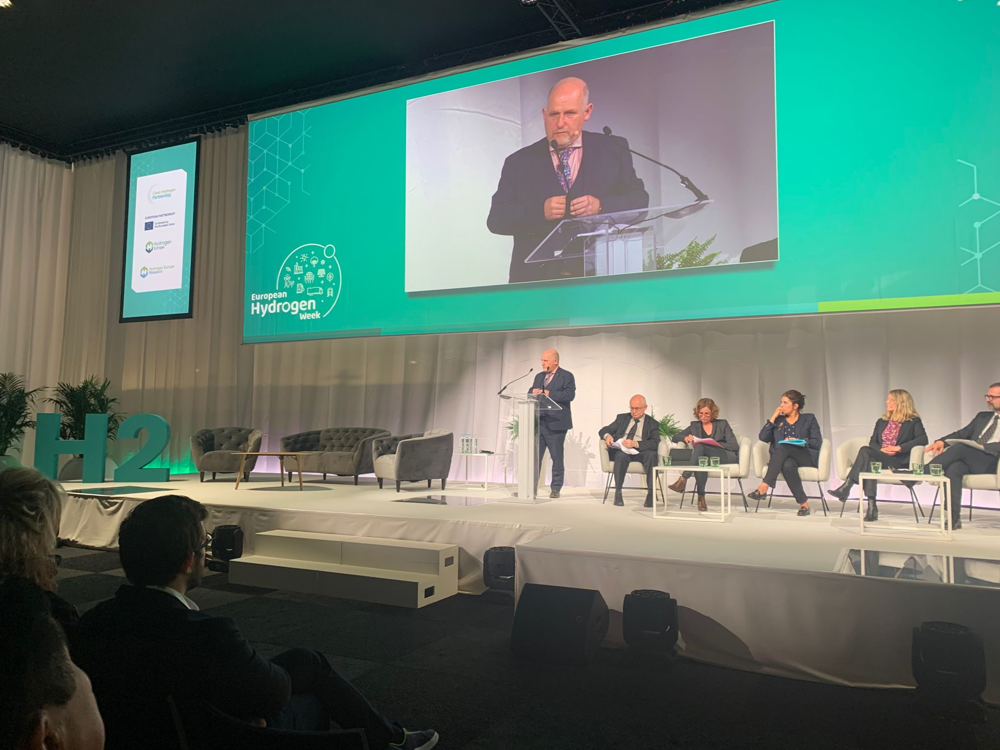 Clean Hydrogen
Partnership
EUROPEAN PARTNERSHIP
Co-funded by
the European Union
Hydrogen
Europe
Hydrogen Europe
Research
European
Hydrogen
Week
H2